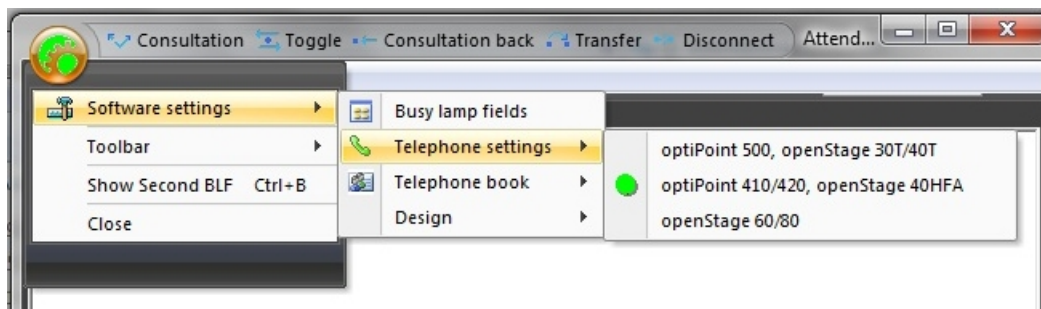 Consultation Toggle Consultation back Transfer Disconnect Attend...
Software settings
Toolbar
Show Second BLF Ctrl+B
Close
Busy lamp fields
Telephone settings
Telephone book
Design
optiPoint 500, openStage 30T/40T
optiPoint 410/420, openStage 40HFA
openStage 60/80